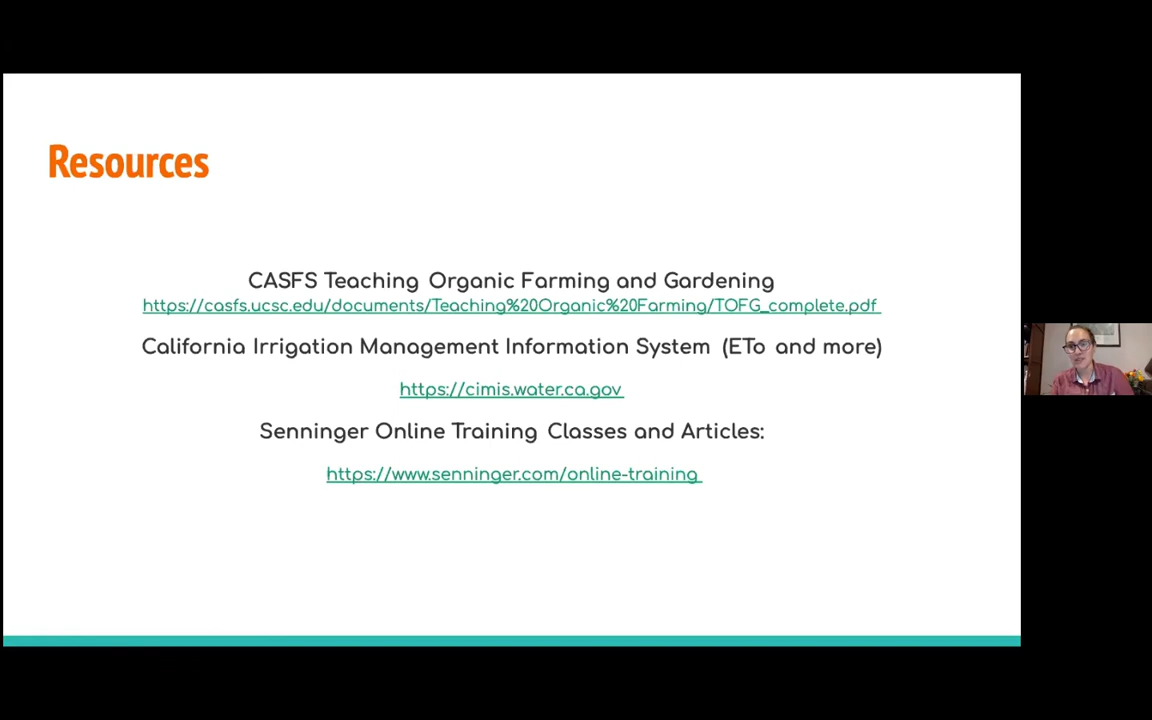 Resources
CASFS Teaching Organic Farming and Gardening
https://casfs.ucsc.edu/documents/Teaching%20Organic%20Farming/TOFG_complete.pdf
California Irrigation Management Information System (ETo and more)
https://cimis.water.ca.gov
Senninger Online Training Classes and Articles:
https://www.senninger.com/online-training